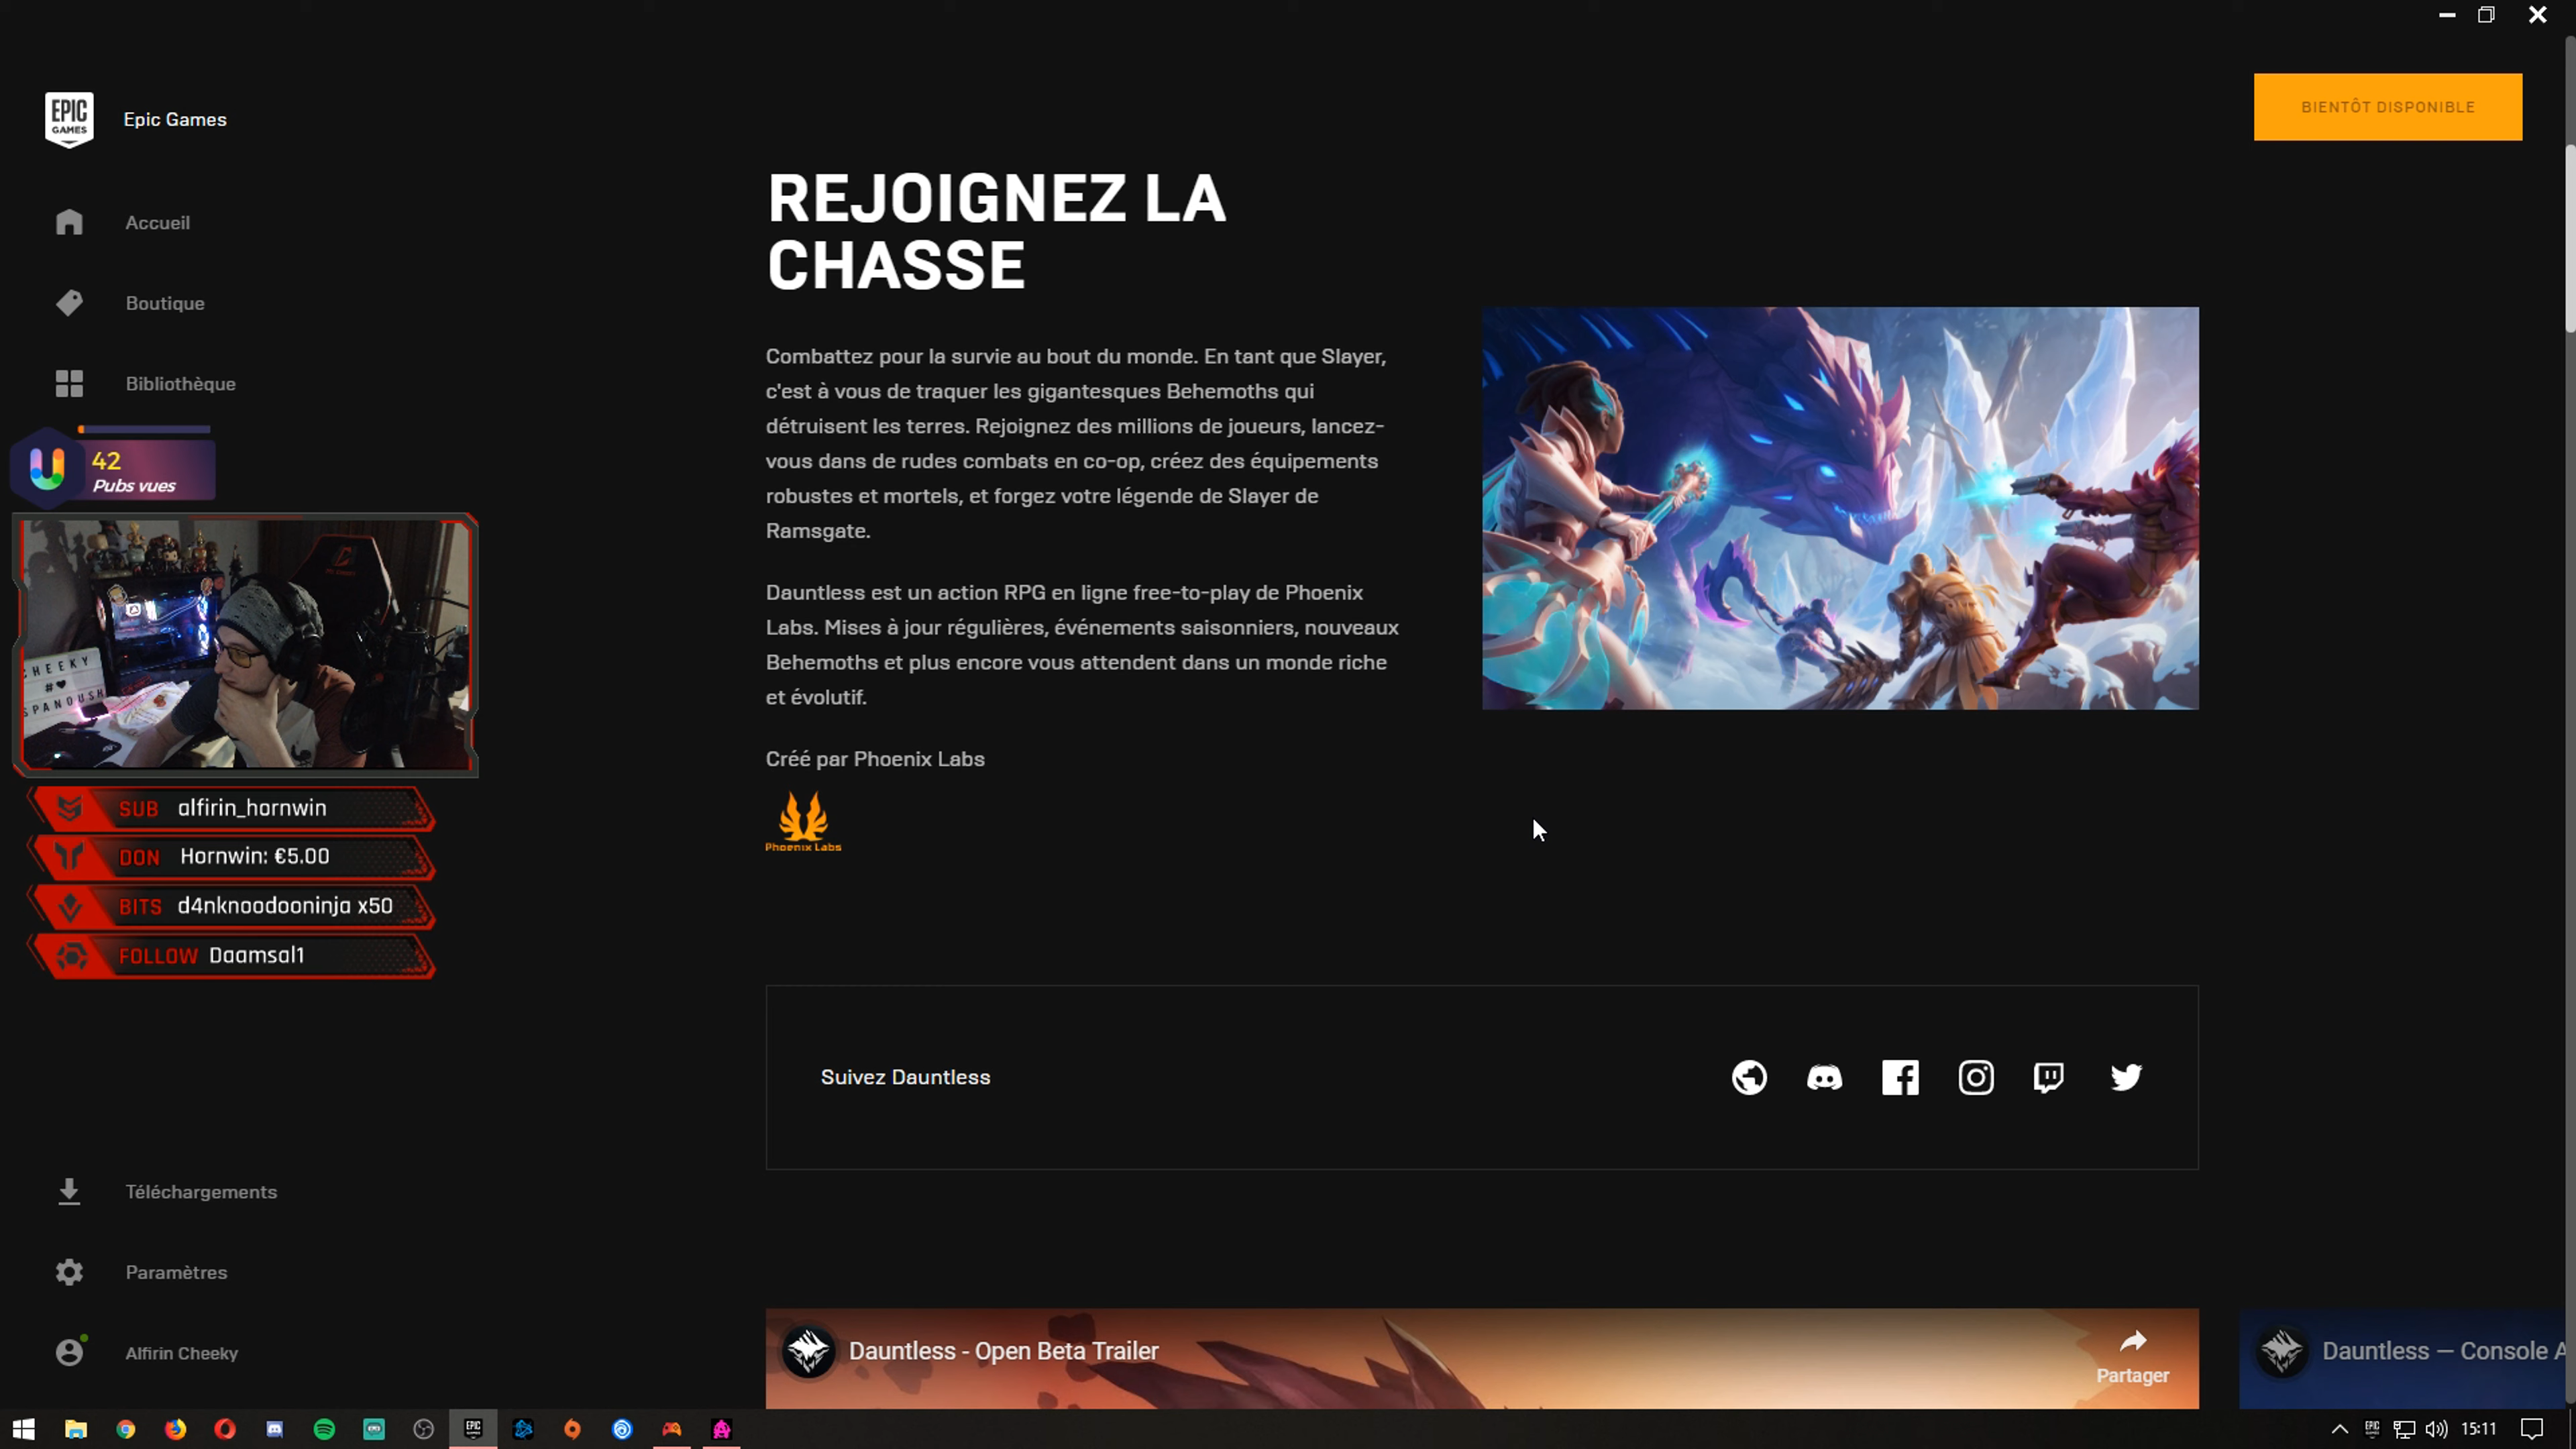 BIENTÔT DISPONIBLE
EPIC
GAMES
Epic Games
Accueil
Boutique
Bibliothèque
42
Pubs vues
REJOIGNEZ LA
CHASSE
Combattez pour la survie au bout du monde. En tant que Slayer,
c'est à vous de traquer les gigantesques Behemoths qui
détruisent les terres. Rejoignez des millions de joueurs, lancez-
vous dans de rudes combats en co-op, créez des équipements
robustes et mortels, et forgez votre légende de Slayer de
Ramsgate.
Dauntless est un action RPG en ligne free-to-play de Phoenix
Labs. Mises à jour régulières, événements saisonniers, nouveaux
Behemoths et plus encore vous attendent dans un monde riche
et évolutif.
Créé par Phoenix Labs
Phoenix Labs
CHEEKY
#♥
SPANOUSH
SUB alfirin_hornwin
DON Hornwin: €5.00
BITS d4nknoodooninja x50
FOLLOW Daamsal1
Suivez Dauntless
Téléchargements
Paramètres
Alfirin Cheeky
Dauntless - Open Beta Trailer
Partager
Dauntless — Console A
15:11